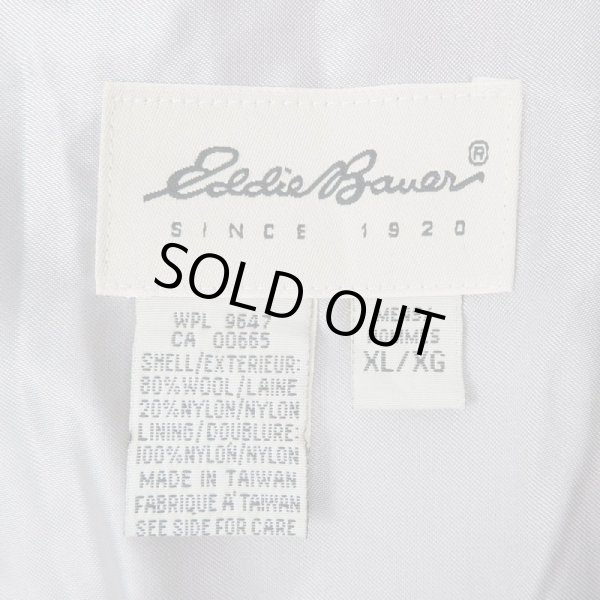 Eddie Bauer®
SINCE 1920
SOLD OUT
WPL 9647
CA 00665
SHELL/EXTERIEUR:
80%WOOL/LAINE
20%NYLON/NYLON
LINING/DOUBLURE:
100%NYLON/NYLON
MADE IN TAIWAN
FABRIQUE A'TAIWAN
SEE SIDE FOR CARE
XL/XG